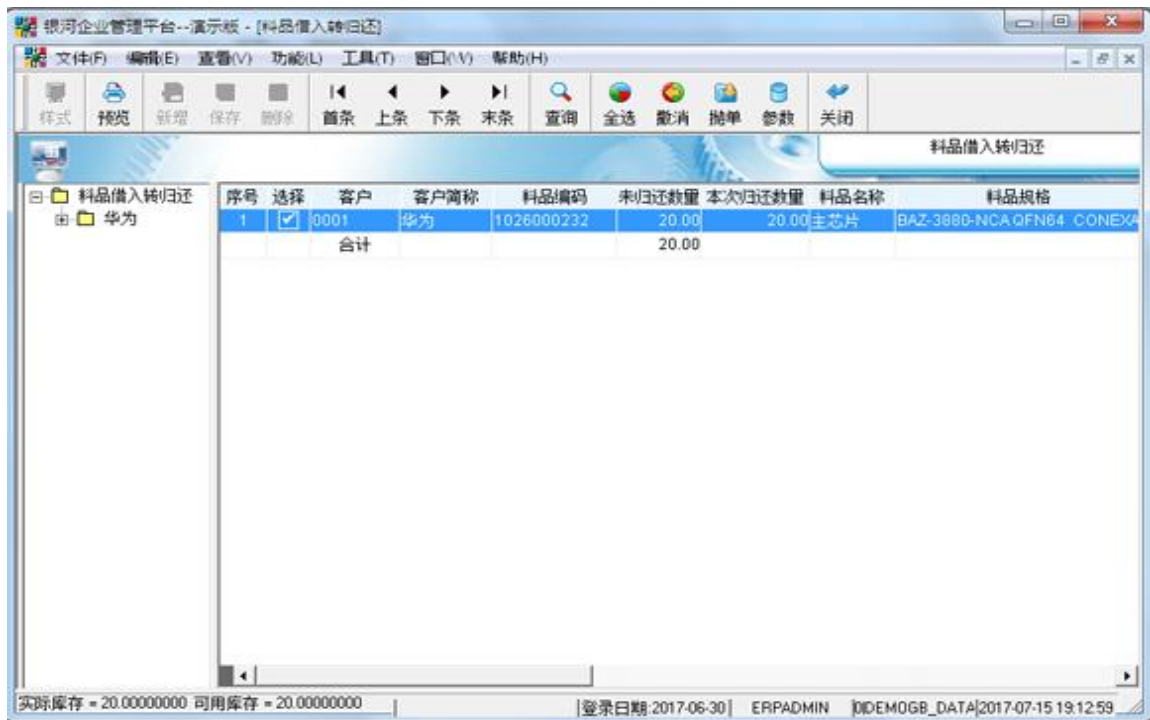 银河企业管理平台--演示版 - [料品借入转归还]
文件(F) 编辑(E) 查看(V) 功能(L) 工具(T) 窗口(W) 帮助(H)
样式 预览 新增 保存 删除 首条 上条 下条 末条 查询 全选 撤消 抛单 参数 关闭
料品借入转归还
料品借入转归还
华为
序号 选择 客户 客户简称 料品编码 未归还数量 本次归还数量 料品名称 料品规格
1 0001 华为 1026000232 20.00 20.00 主芯片 BAZ-3880-NCA QFN64 CONEXA
合计 20.00
实际库存 = 20.00000000 可用库存 = 20.00000000 登录日期:2017-06-30 ERPADMIN DEMOGB_DATA 2017-07-15 19:12:59